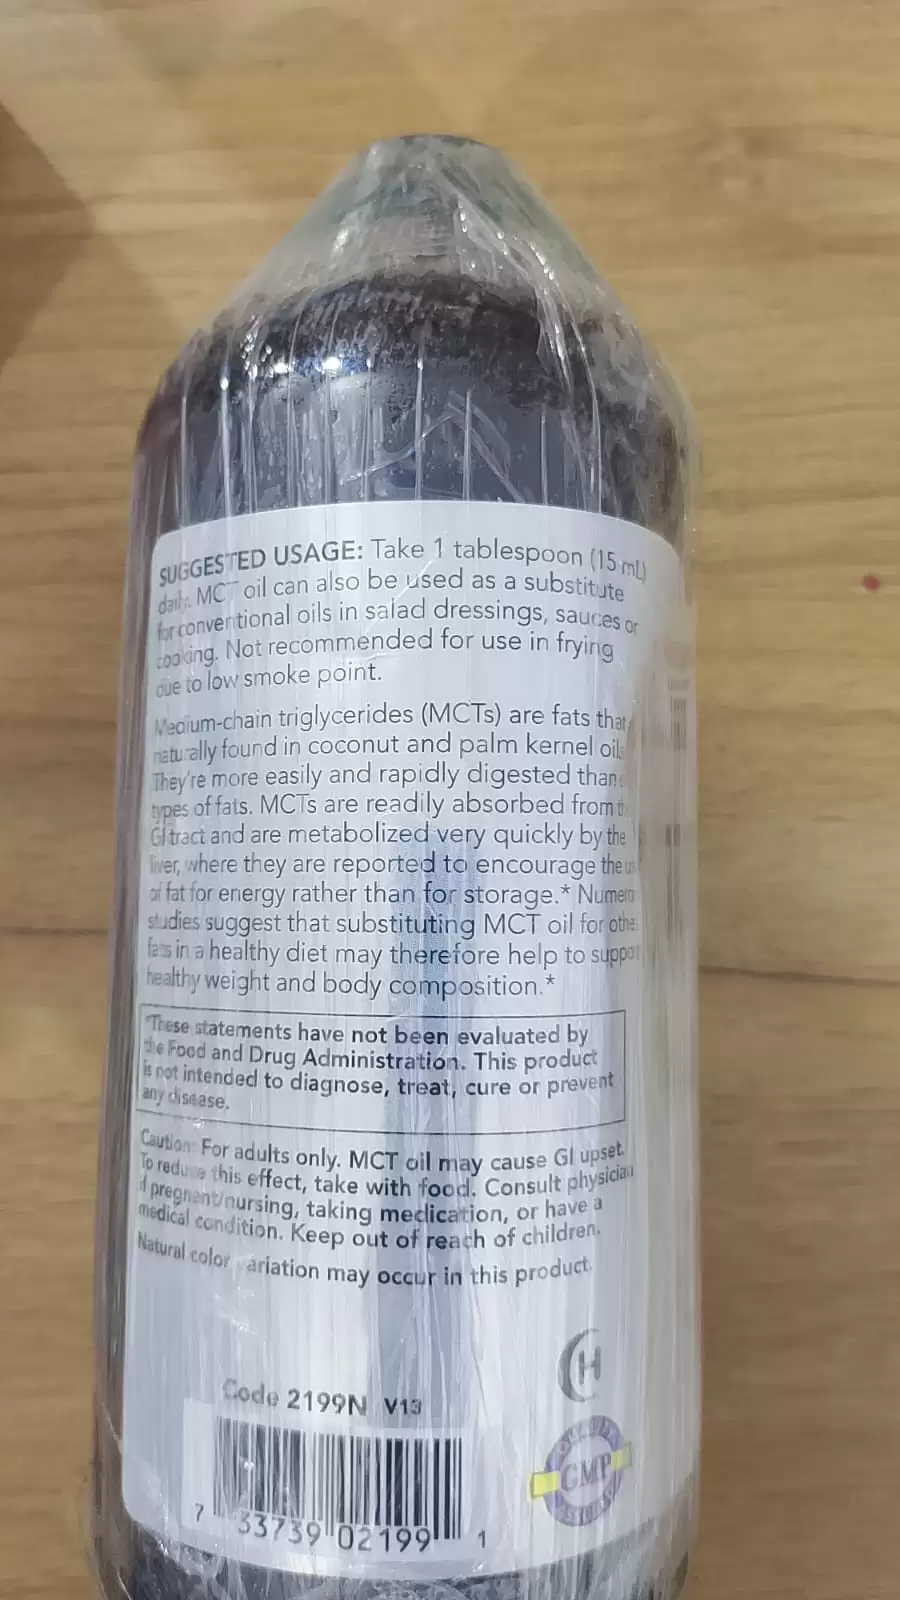 SUGGESTED USAGE: Take 1 tablespoon (15 mL)
daily. MCT oil can also be used as a substitute
for conventional oils in salad dressings, sauces or
cooking. Not recommended for use in frying
due to low smoke point.
Medium-chain triglycerides (MCTs) are fats that
naturally found in coconut and palm kernel oil
They're more easily and rapidly digested than
types of fats. MCTs are readily absorbed from
GI tract and are metabolized very quickly by the
liver, where they are reported to encourage the
of fat for energy rather than for storage.*
studies suggest that substituting MCT oil for
fats in a healthy diet may therefore help to
healthy weight and body composition.*
*These statements have not been evaluated by
the Food and Drug Administration. This product
is not intended to diagnose, treat, cure or prevent
any disease.
Caution: For adults only. MCT oil may cause GI upset.
To reduce this effect, take with food. Consult physician
if pregnant/nursing, taking medication, or have a
medical condition. Keep out of reach of children.
Natural color variation may occur in this product.
H
Code 2199N V13
GMP
7 33739 02199 1